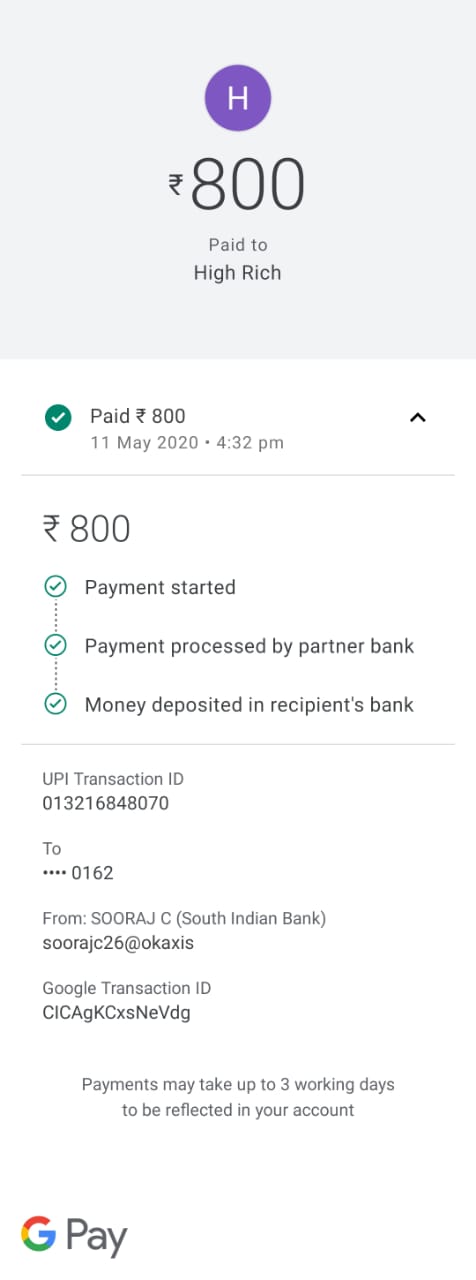 H
₹800
Paid to
High Rich
Paid ₹ 800
11 May 2020 • 4:32 pm
₹ 800
Payment started
Payment processed by partner bank
Money deposited in recipient's bank
UPI Transaction ID
013216848070
To
•••• 0162
From: SOORAJ C (South Indian Bank)
soorajc26@okaxis
Google Transaction ID
CICAgKCxsNeVdg
Payments may take up to 3 working days
to be reflected in your account
G Pay